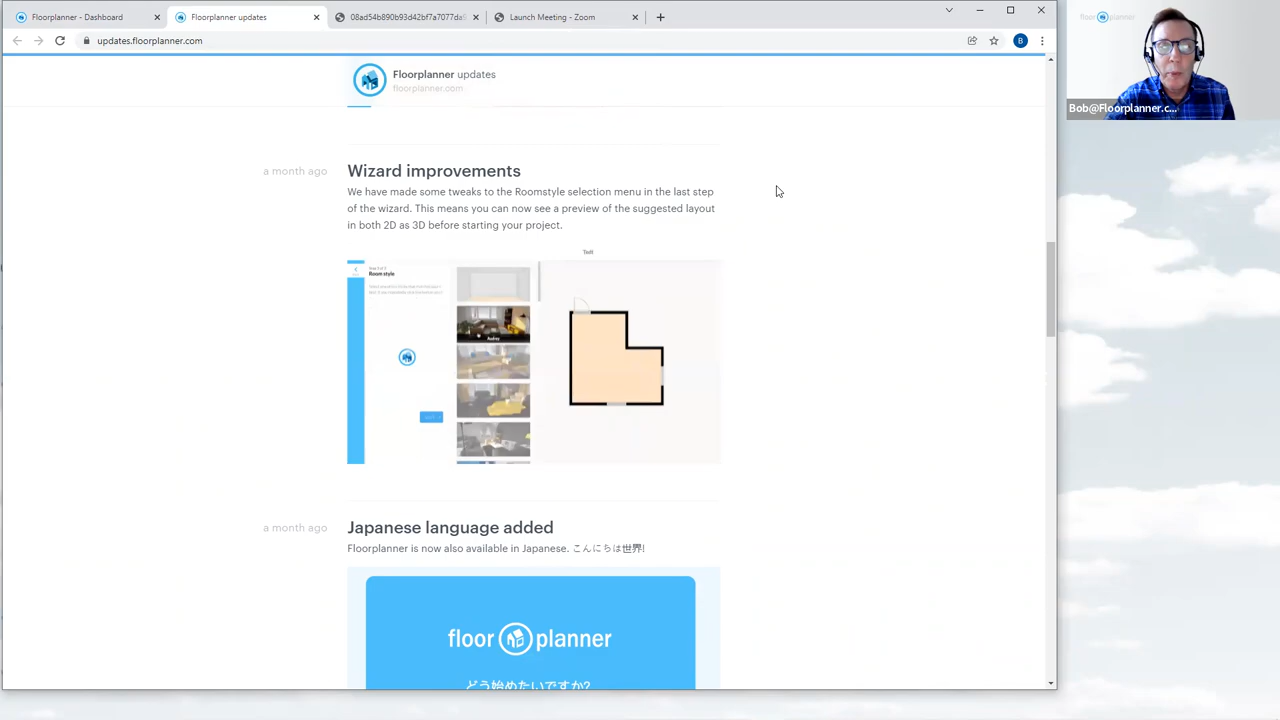 Floorplanner - Dashboard
Floorplanner updates
08ad54b890b93d42bf7a7077da
Launch Meeting - Zoom
updates.floorplanner.com
B
floorplanner
Bob@Floorplanner.c...
Floorplanner updates
floorplanner.com
a month ago
Wizard improvements
We have made some tweaks to the Roomstyle selection menu in the last step
of the wizard. This means you can now see a preview of the suggested layout
in both 2D as 3D before starting your project.
Room style
Audrey
a month ago
Japanese language added
Floorplanner is now also available in Japanese. こんにちは世界!
floor planner
どう始めたいですか?